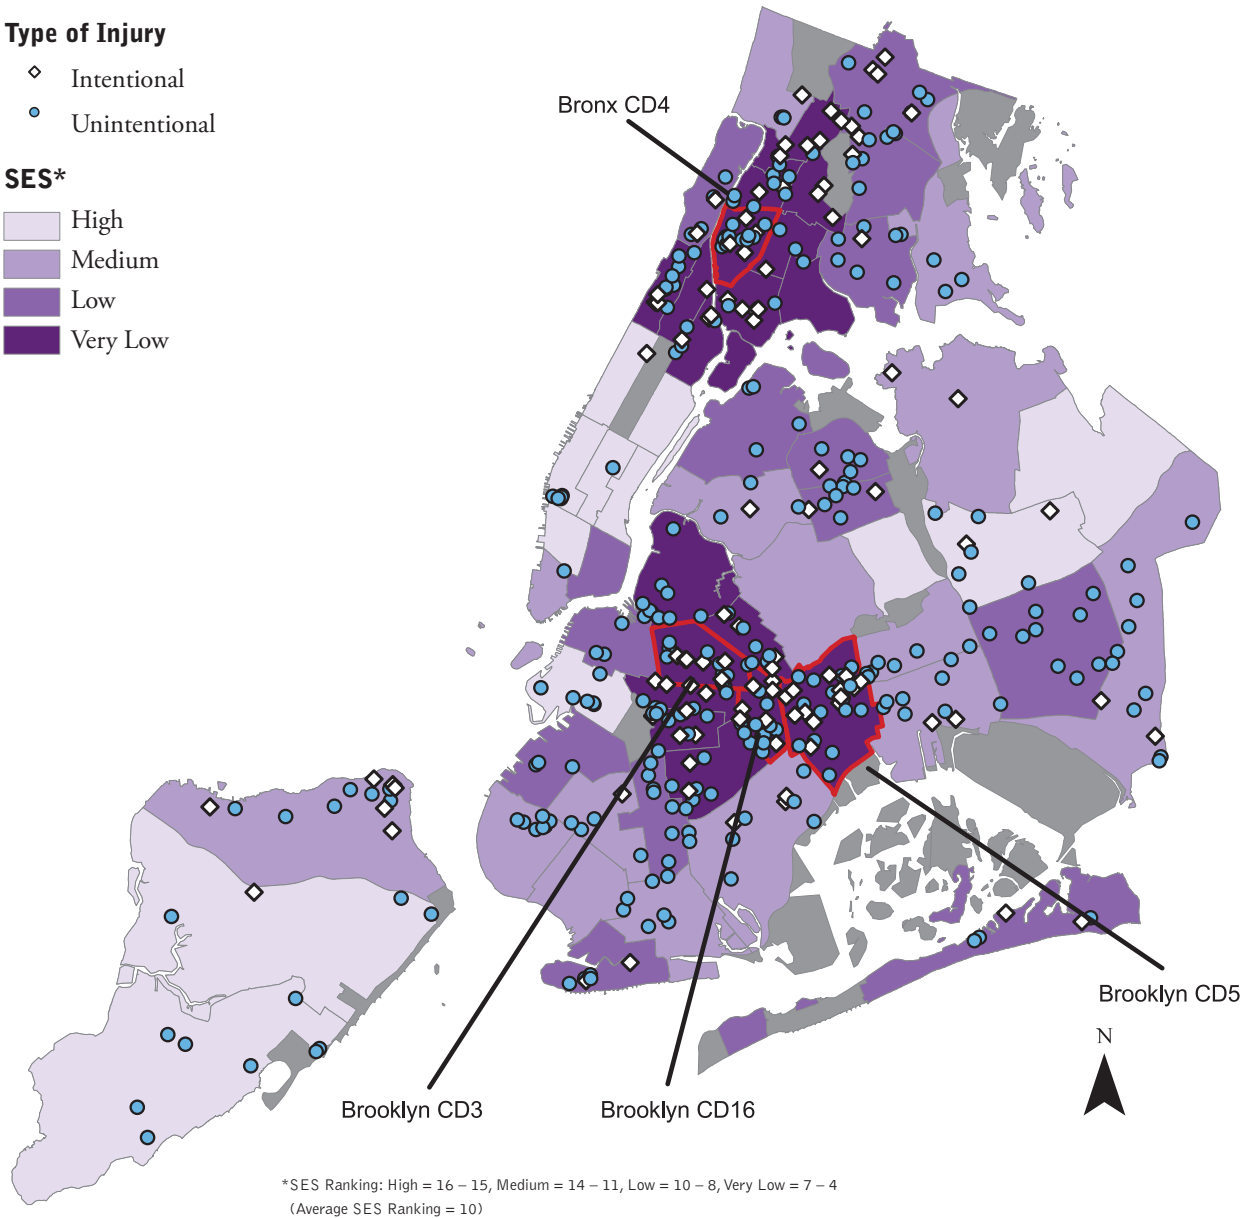 Type of Injury
Intentional
Unintentional
SES*
High
Medium
Low
Very Low
Bronx CD4
Brooklyn CD5
N
Brooklyn CD3
Brooklyn CD16
*SES Ranking: High = 16 – 15, Medium = 14 – 11, Low = 10 – 8, Very Low = 7 – 4
(Average SES Ranking = 10)